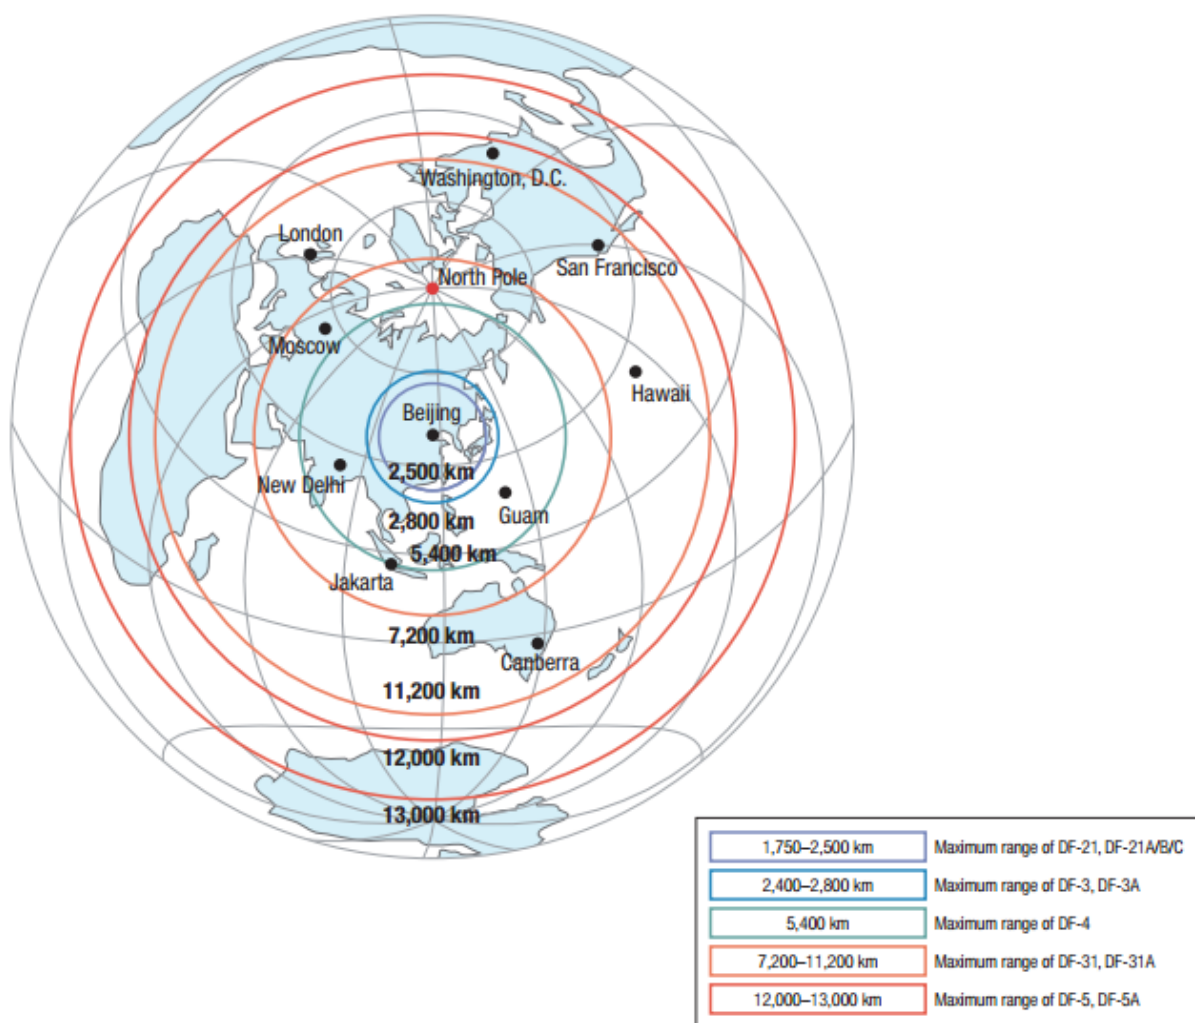 Washington, D.C.
London
San Francisco
North Pole
Moscow
Hawaii
Beijing
2,500 km
New Delhi
Guam
2,800 km
5,400 km
Jakarta
7,200 km
Canberra
11,200 km
12,000 km
13,000 km
1,750–2,500 km Maximum range of DF-21, DF-21A/B/C
2,400–2,800 km Maximum range of DF-3, DF-3A
5,400 km Maximum range of DF-4
7,200–11,200 km Maximum range of DF-31, DF-31A
12,000–13,000 km Maximum range of DF-5, DF-5A